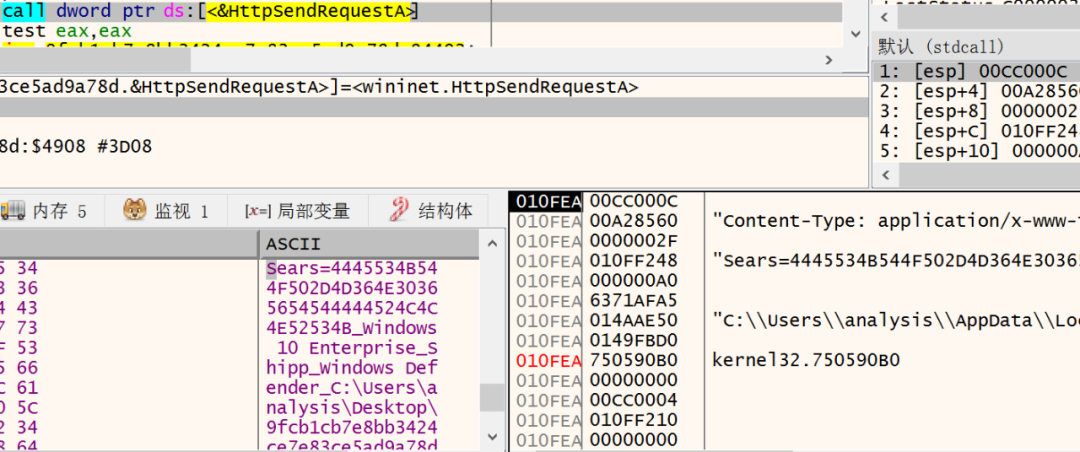 call dword ptr ds:[<&HttpSendRequestA>]
test eax,eax
3ce5ad9a78d.&HttpSendRequestA>]=<wininet.HttpSendRequestA>
8d:$4908 #3D08
默认 (stdcall)
1: [esp] 00CC000C
2: [esp+4] 00A28560
3: [esp+8] 0000002
4: [esp+C] 010FF24
5: [esp+10] 000000A
内存 5
监视 1
[x=] 局部变量
结构体
ASCII
5 34 Sears=4445534B54
3 36 4F502D4D364E3036
4 43 5654544444524C4C
7 73 4E52534B_Windows
F 53 10 Enterprise_S
5 66 hipp_Windows Def
C 61 ender_C:\Users\a
0 5C nalysis\Desktop\
2 34 9fcb1cb7e8bb3424
8 64 ce7e83ce5ad9a78d
010FEA 00CC000C
010FEA 00A28560 "Content-Type: application/x-www-
010FEA 0000002F
010FEA 010FF248 "Sears=4445534B544F502D4D364E3036
010FEA 000000A0
010FEA 6371AFA5
010FEA 014AAE50 "C:\\Users\\analysis\\AppData\\Lo
010FEA 0149FBD0
010FEA 750590B0 kernel32.750590B0
010FEA 00000000
010FEA 00CC0004
010FEA 010FF210
010FEA 00000000